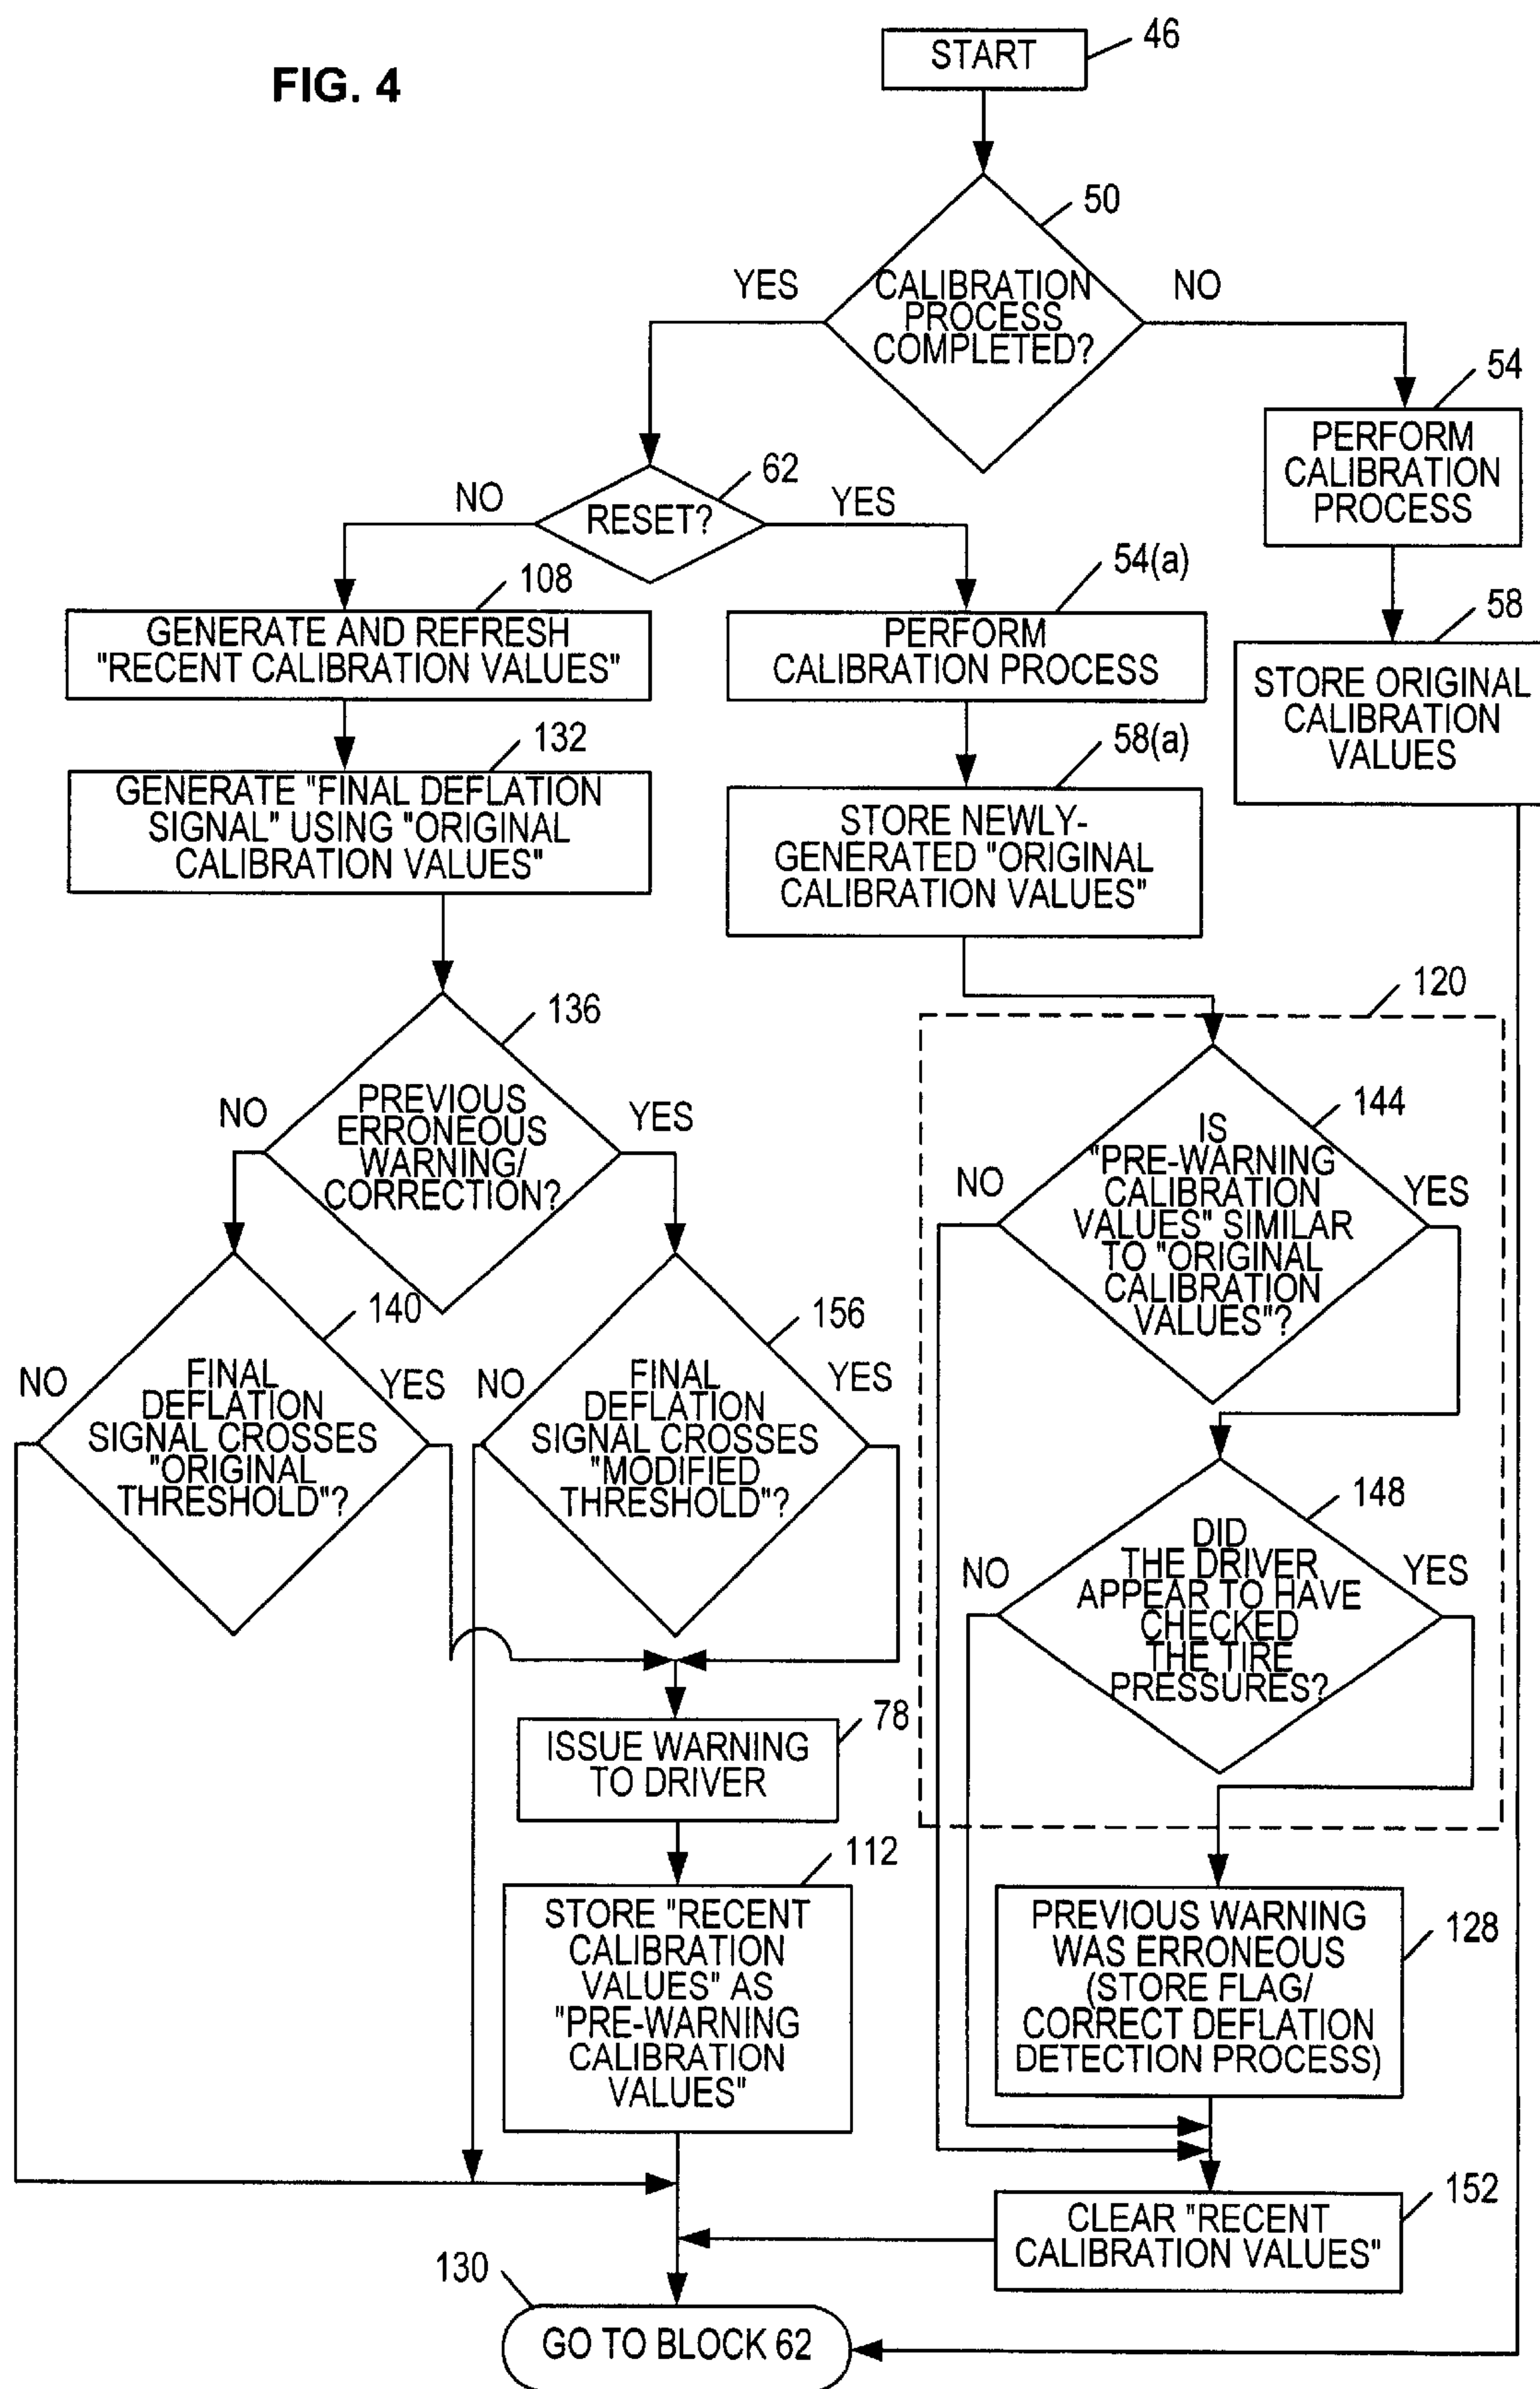 FIG. 4
START
46
50
YES
CALIBRATION
PROCESS
COMPLETED?
NO
54
PERFORM
CALIBRATION
PROCESS
58
STORE ORIGINAL
CALIBRATION
VALUES
62
NO
RESET?
YES
108
GENERATE AND REFRESH
"RECENT CALIBRATION VALUES"
54(a)
PERFORM
CALIBRATION PROCESS
132
GENERATE "FINAL DEFLATION
SIGNAL" USING "ORIGINAL
CALIBRATION VALUES"
58(a)
STORE NEWLY-
GENERATED "ORIGINAL
CALIBRATION VALUES"
120
136
NO
PREVIOUS
ERRONEOUS
WARNING/
CORRECTION?
YES
144
NO
IS
"PRE-WARNING
CALIBRATION
VALUES" SIMILAR
TO "ORIGINAL
CALIBRATION
VALUES"?
YES
140
NO
FINAL
DEFLATION
SIGNAL CROSSES
"ORIGINAL
THRESHOLD"?
YES
156
NO
FINAL
DEFLATION
SIGNAL CROSSES
"MODIFIED
THRESHOLD"?
YES
148
NO
DID
THE DRIVER
APPEAR TO HAVE
CHECKED
THE TIRE
PRESSURES?
YES
78
ISSUE WARNING
TO DRIVER
112
STORE "RECENT
CALIBRATION
VALUES" AS
"PRE-WARNING
CALIBRATION
VALUES"
128
PREVIOUS WARNING
WAS ERRONEOUS
(STORE FLAG/
CORRECT DEFLATION
DETECTION PROCESS)
152
CLEAR "RECENT
CALIBRATION VALUES"
130
GO TO BLOCK 62